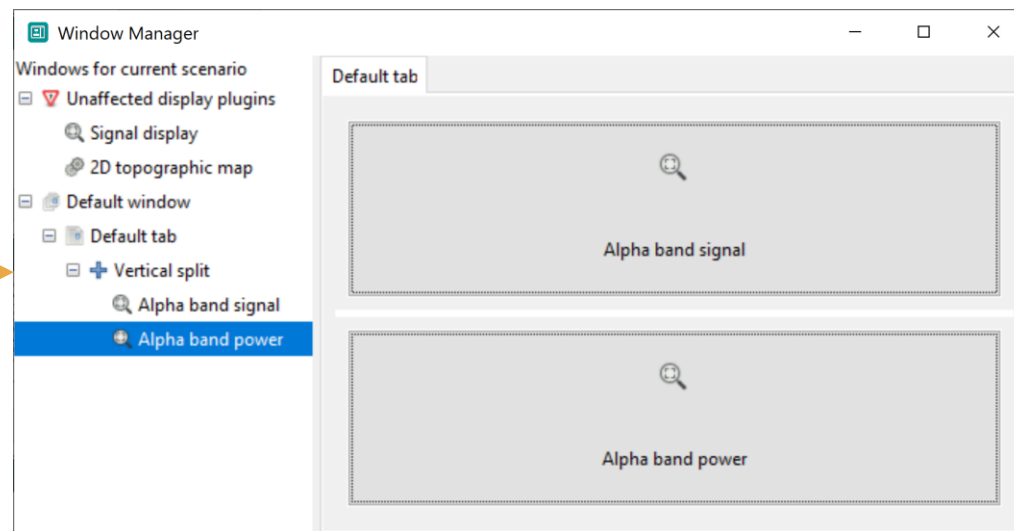 Window Manager
Windows for current scenario
Unaffected display plugins
Signal display
2D topographic map
Default window
Default tab
Vertical split
Alpha band signal
Alpha band power
Default tab
Alpha band signal
Alpha band power